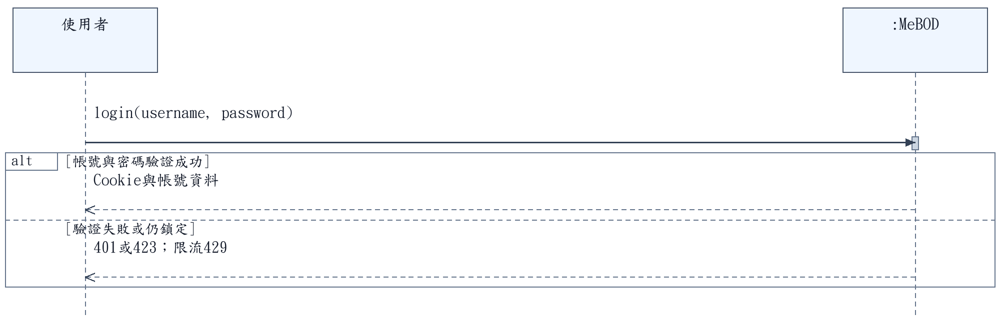 使用者
:MeBOD
login(username, password)
alt
[帳號與密碼驗證成功]
Cookie與帳號資料
[驗證失敗或仍鎖定]
401或423；限流429